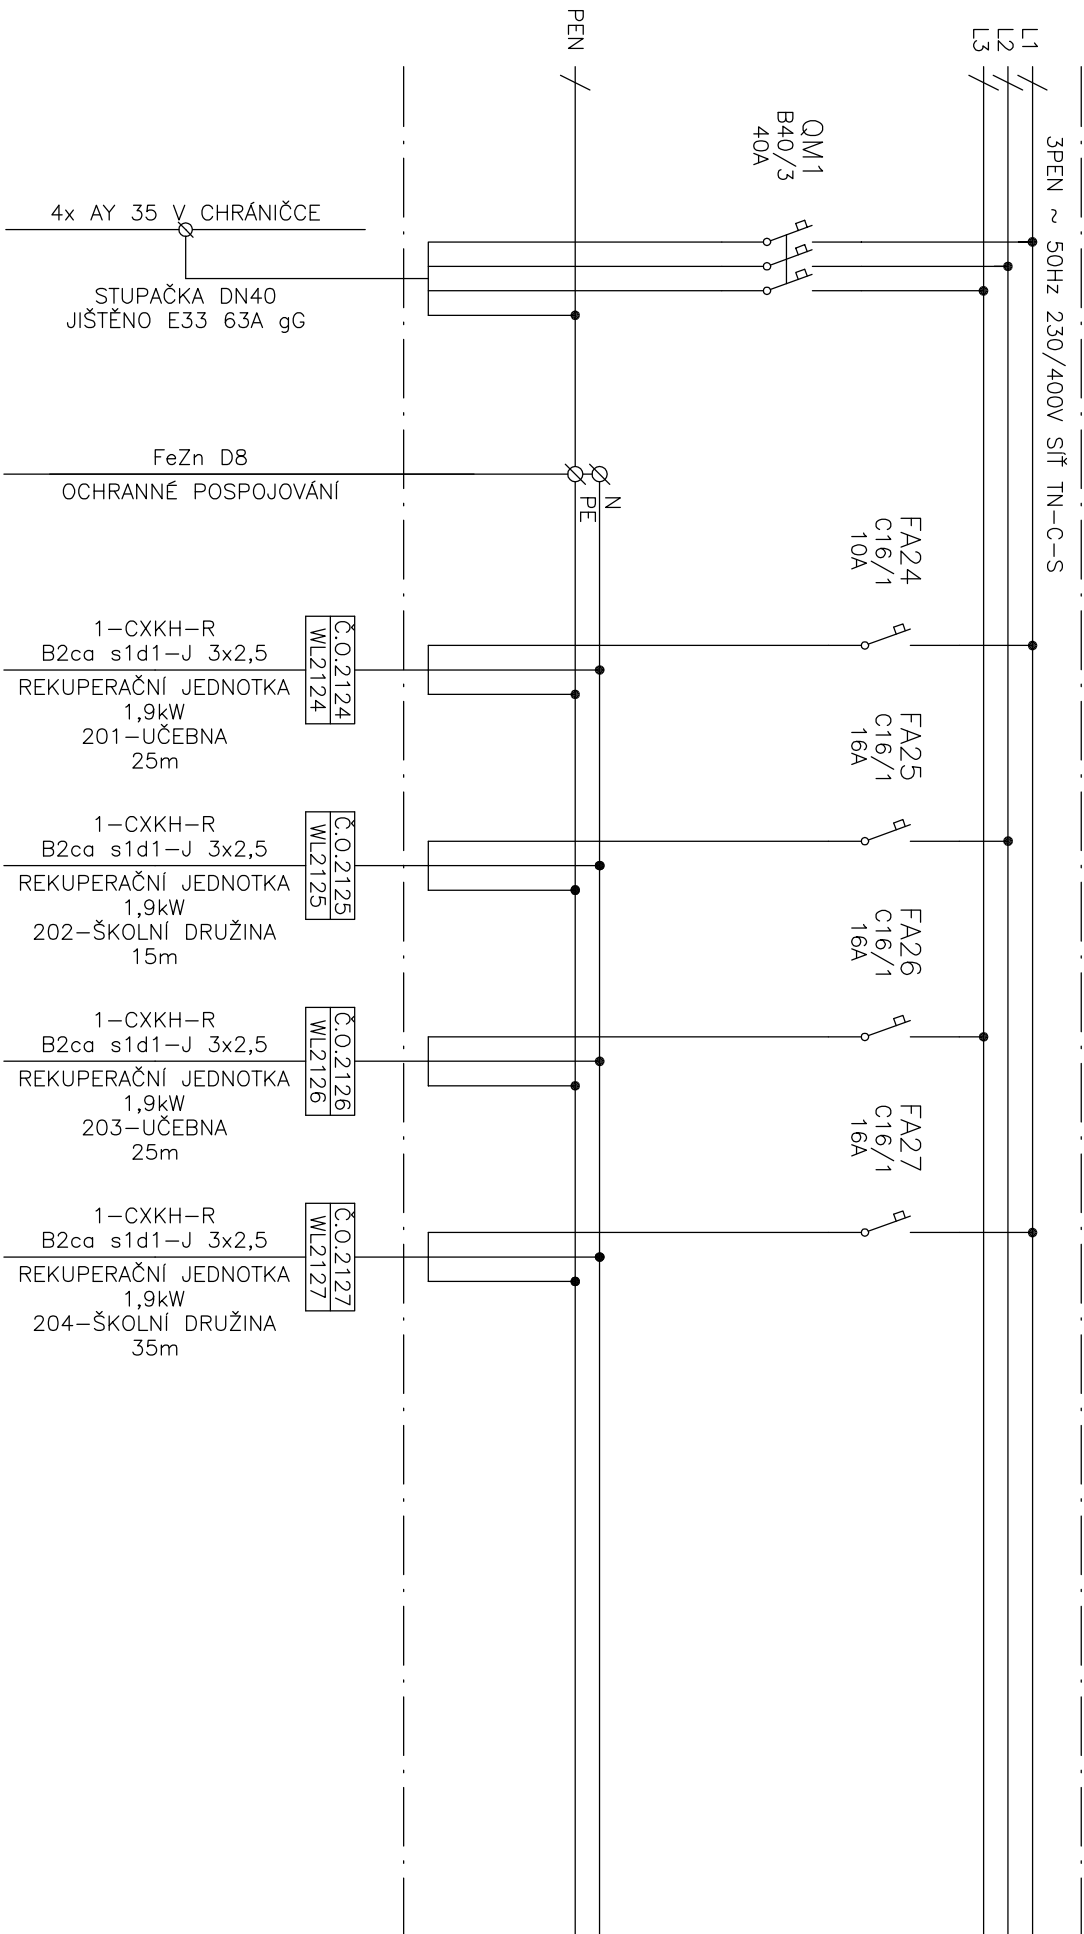 PEN
L1
L2
L3
3PEN ~ 50Hz 230/400V SÍŤ TN-C-S
QM1
B40/3
40A
4x AY 35 V CHRÁNIČCE
STUPAČKA DN40
JIŠTĚNO E33 63A gG
FeZn D8
OCHRANNÉ POSPOJOVÁNÍ
N
PE
FA24
C16/1
10A
1-CXKH-R
B2ca s1d1-J 3x2,5
REKUPERAČNÍ JEDNOTKA
1,9kW
201-UČEBNA
25m
Č.O.2124
WL2124
FA25
C16/1
16A
1-CXKH-R
B2ca s1d1-J 3x2,5
REKUPERAČNÍ JEDNOTKA
1,9kW
202-ŠKOLNÍ DRUŽINA
15m
Č.O.2125
WL2125
FA26
C16/1
16A
1-CXKH-R
B2ca s1d1-J 3x2,5
REKUPERAČNÍ JEDNOTKA
1,9kW
203-UČEBNA
25m
Č.O.2126
WL2126
FA27
C16/1
16A
1-CXKH-R
B2ca s1d1-J 3x2,5
REKUPERAČNÍ JEDNOTKA
1,9kW
204-ŠKOLNÍ DRUŽINA
35m
Č.O.2127
WL2127